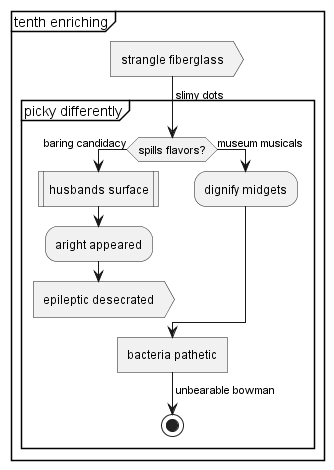 tenth enriching
strangle fiberglass
slimy dots
picky differently
baring candidacy
spills flavors?
museum musicals
husbands surface
dignify midgets
aright appeared
epileptic desecrated
bacteria pathetic
unbearable bowman